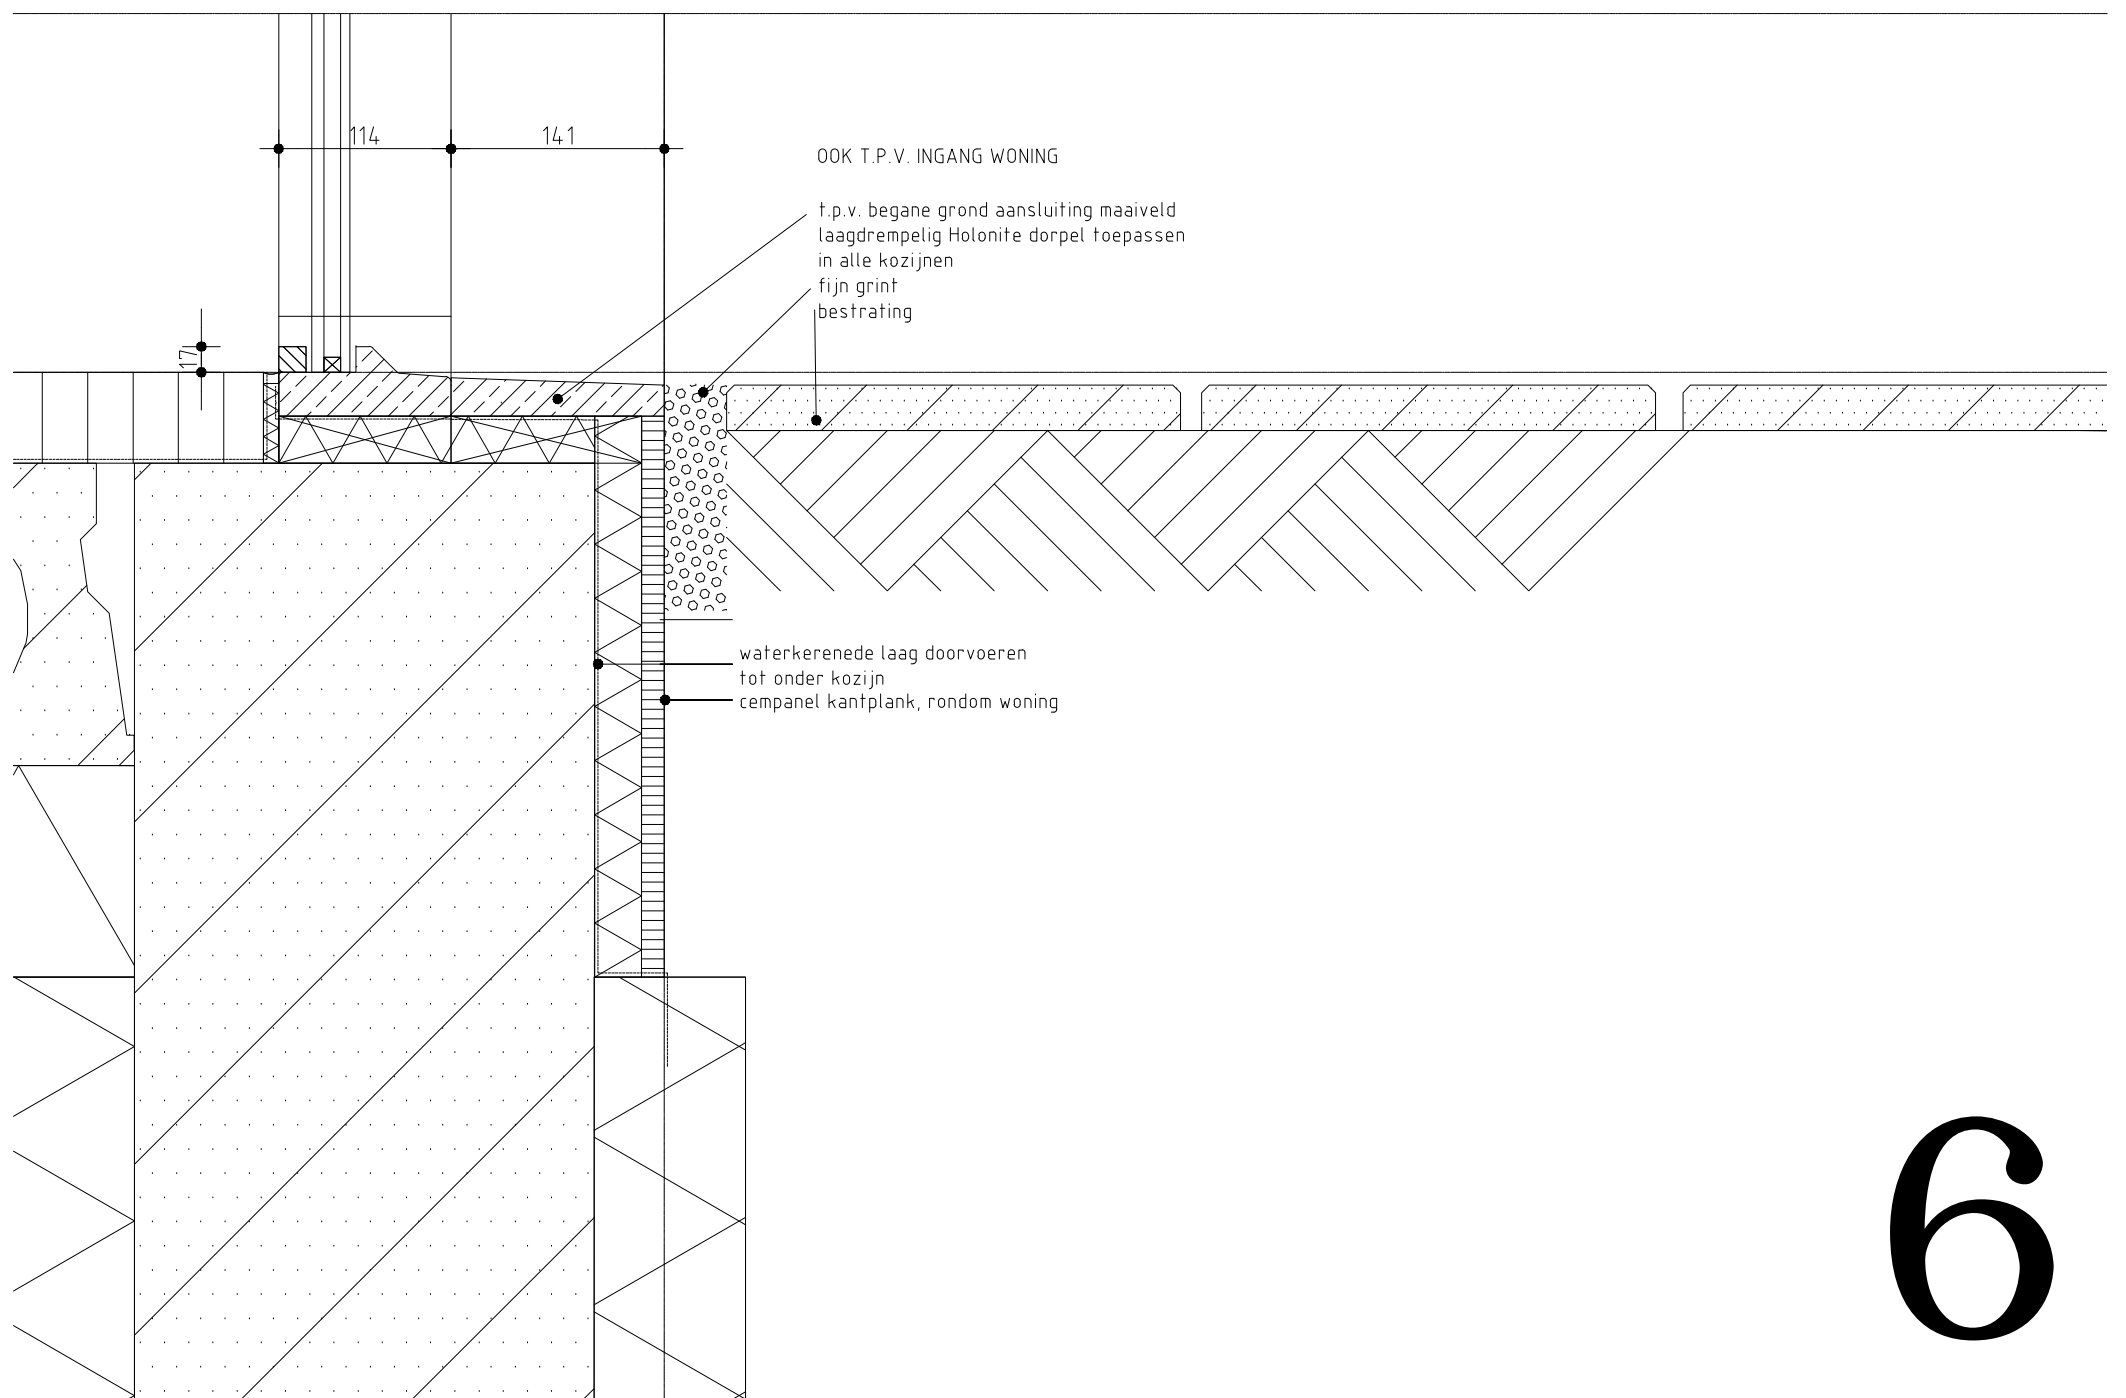 114
141
OOK T.P.V. INGANG WONING
t.p.v. begane grond aansluiting maaiveld
laagdrempelig Holonite dorpel toepassen
in alle kozijnen
fijn grint
bestrating
17
waterkerenede laag doorvoeren
tot onder kozijn
cempanel kantplank, rondom woning
6